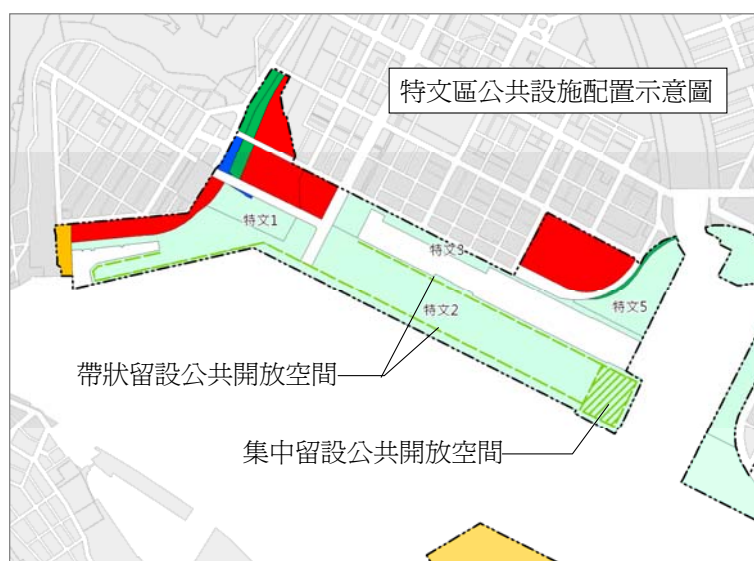 特文區公共設施配置示意圖
特文1
特文3
特文5
特文2
帶狀留設公共開放空間
集中留設公共開放空間